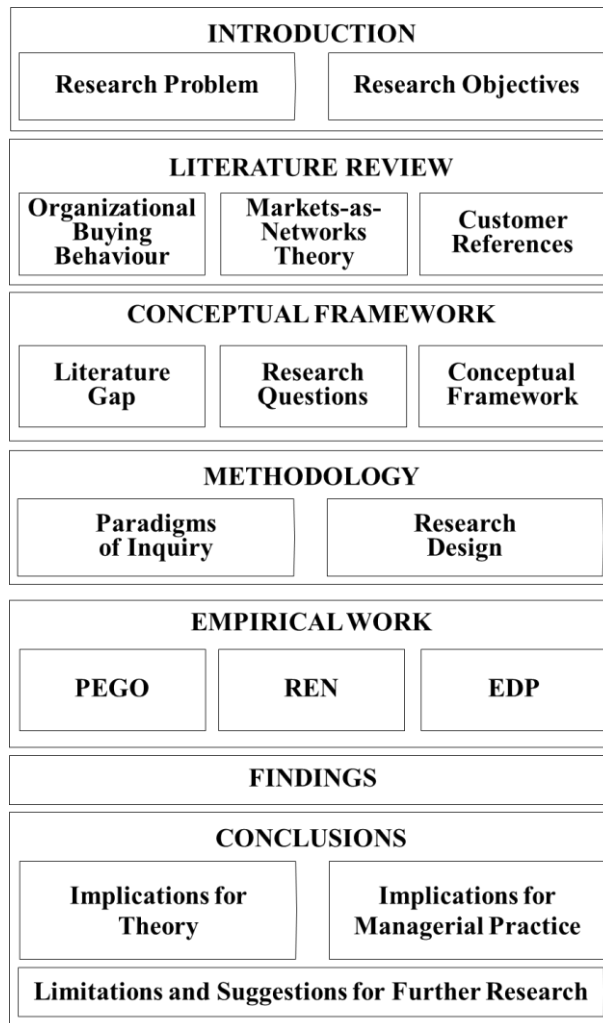 INTRODUCTION
Research Problem
Research Objectives
LITERATURE REVIEW
Organizational
Buying
Behaviour
Markets-as-
Networks
Theory
Customer
References
CONCEPTUAL FRAMEWORK
Literature
Gap
Research
Questions
Conceptual
Framework
METHODOLOGY
Paradigms
of Inquiry
Research
Design
EMPIRICAL WORK
PEGO
REN
EDP
FINDINGS
CONCLUSIONS
Implications for
Theory
Implications for
Managerial Practice
Limitations and Suggestions for Further Research